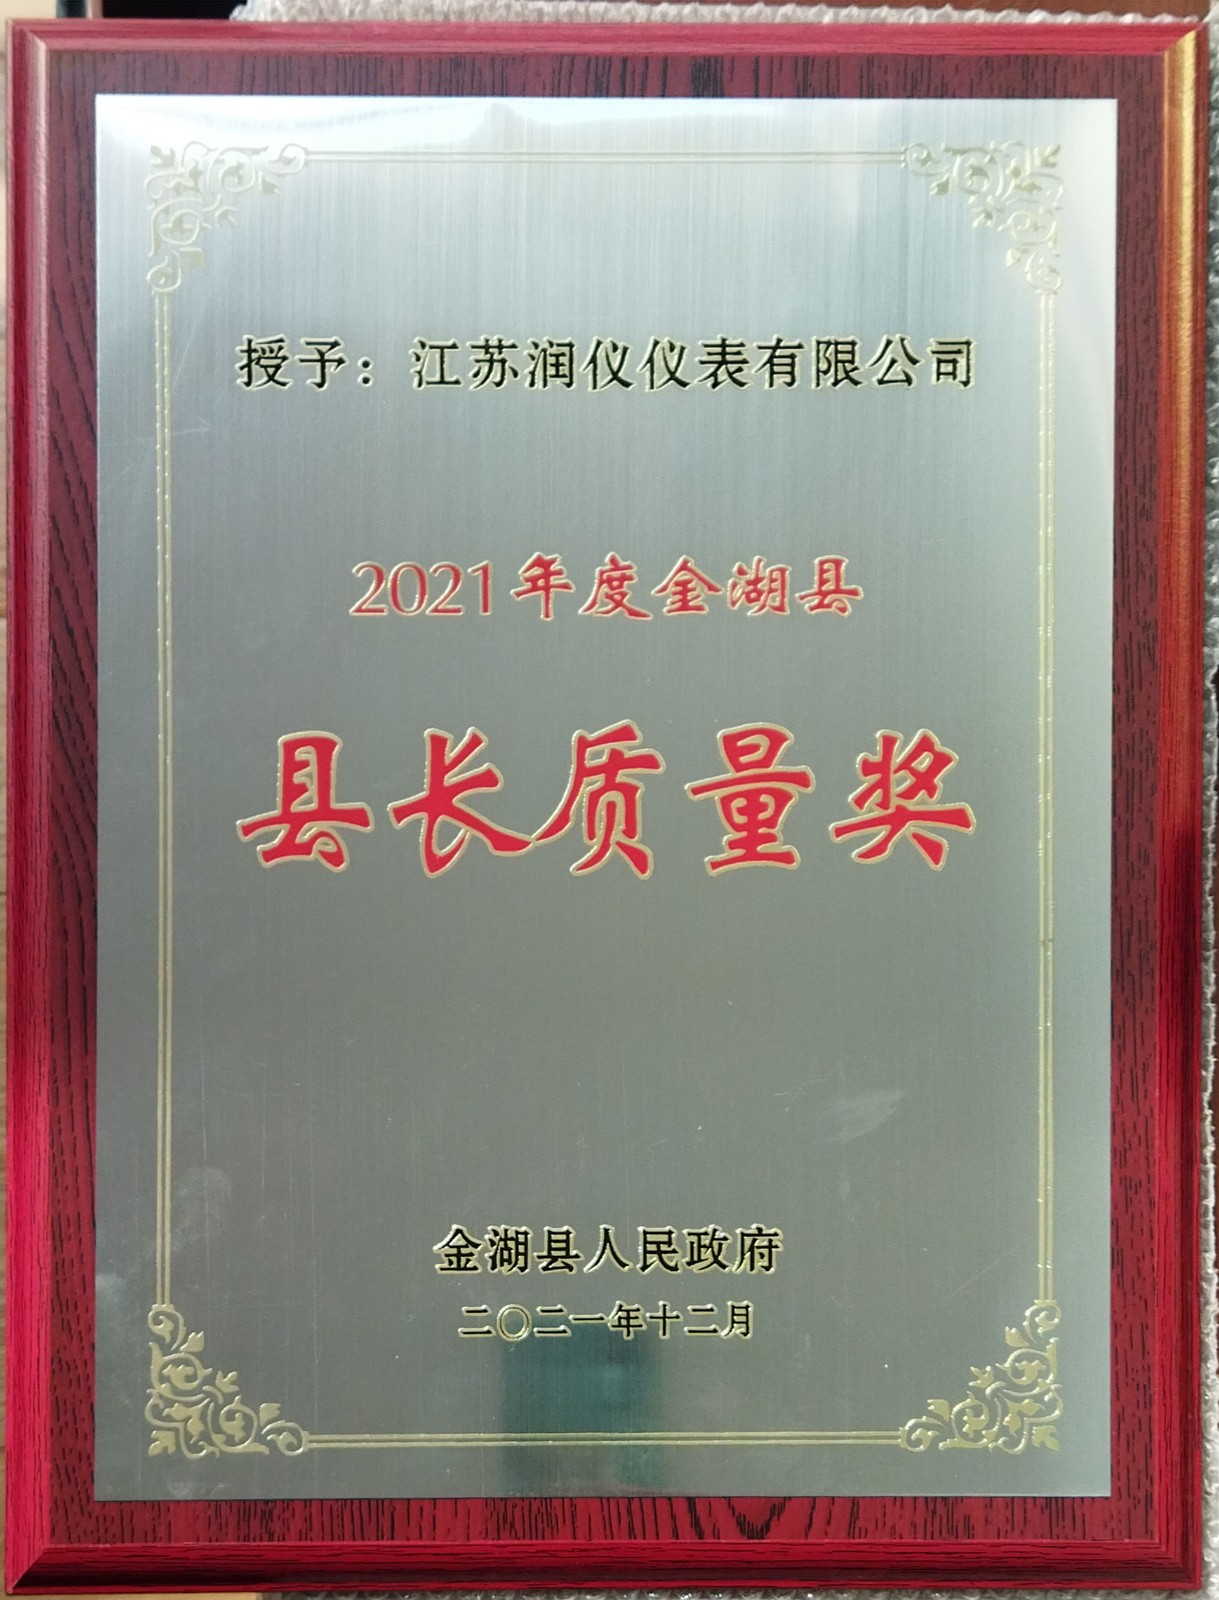 授予：江苏润仪仪表有限公司
2021年度金湖县
县长质量奖
金湖县人民政府
二〇二一年十二月